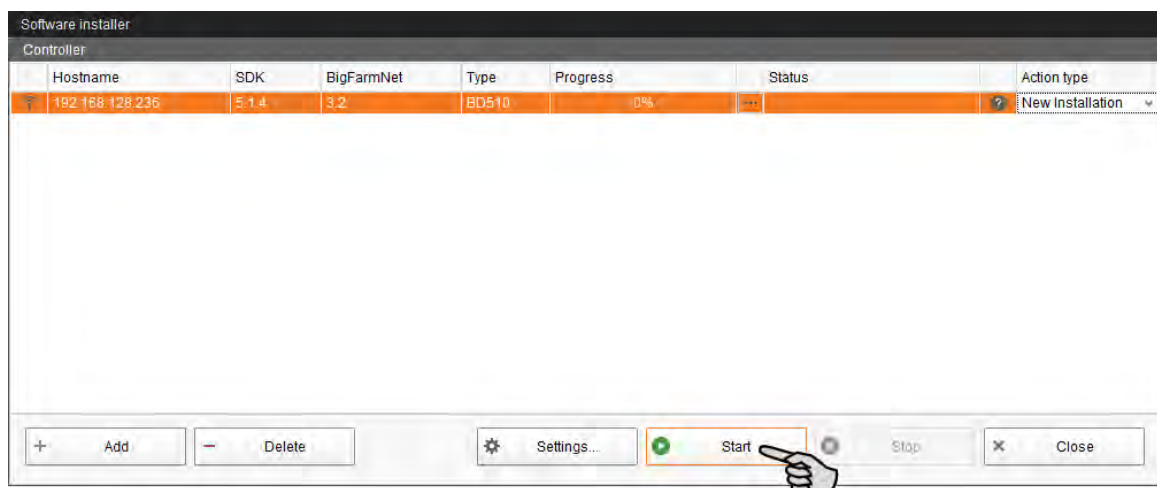 Software installer
Controller
Hostname SDK BigFarmNet Type Progress Status Action type
192.168.128.236 5.1.4 3.2 BD510 0% ... ? New Installation
+ Add − Delete Settings... Start Stop × Close